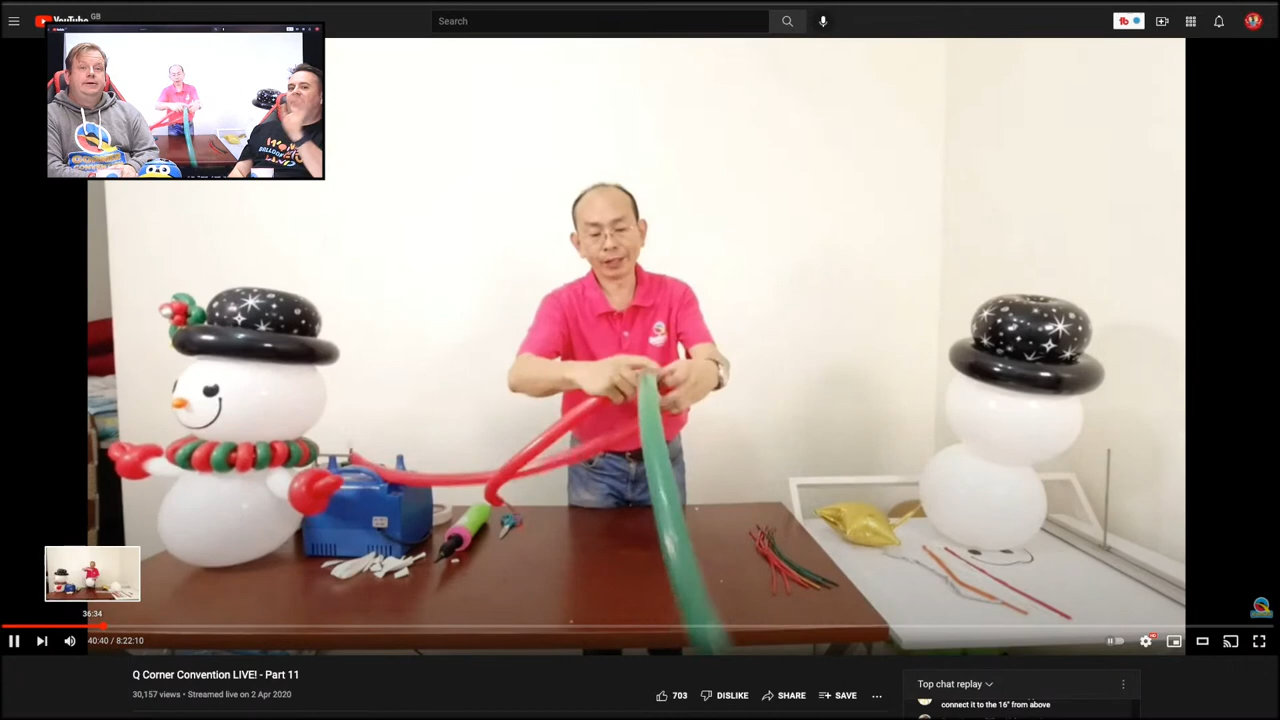 YouTube GB
Search
36:34
40:40 / 8:22:10
HD
Q Corner Convention LIVE! - Part 11
30,157 views • Streamed live on 2 Apr 2020
703 DISLIKE SHARE SAVE
Top chat replay
connect it to the 16" from above